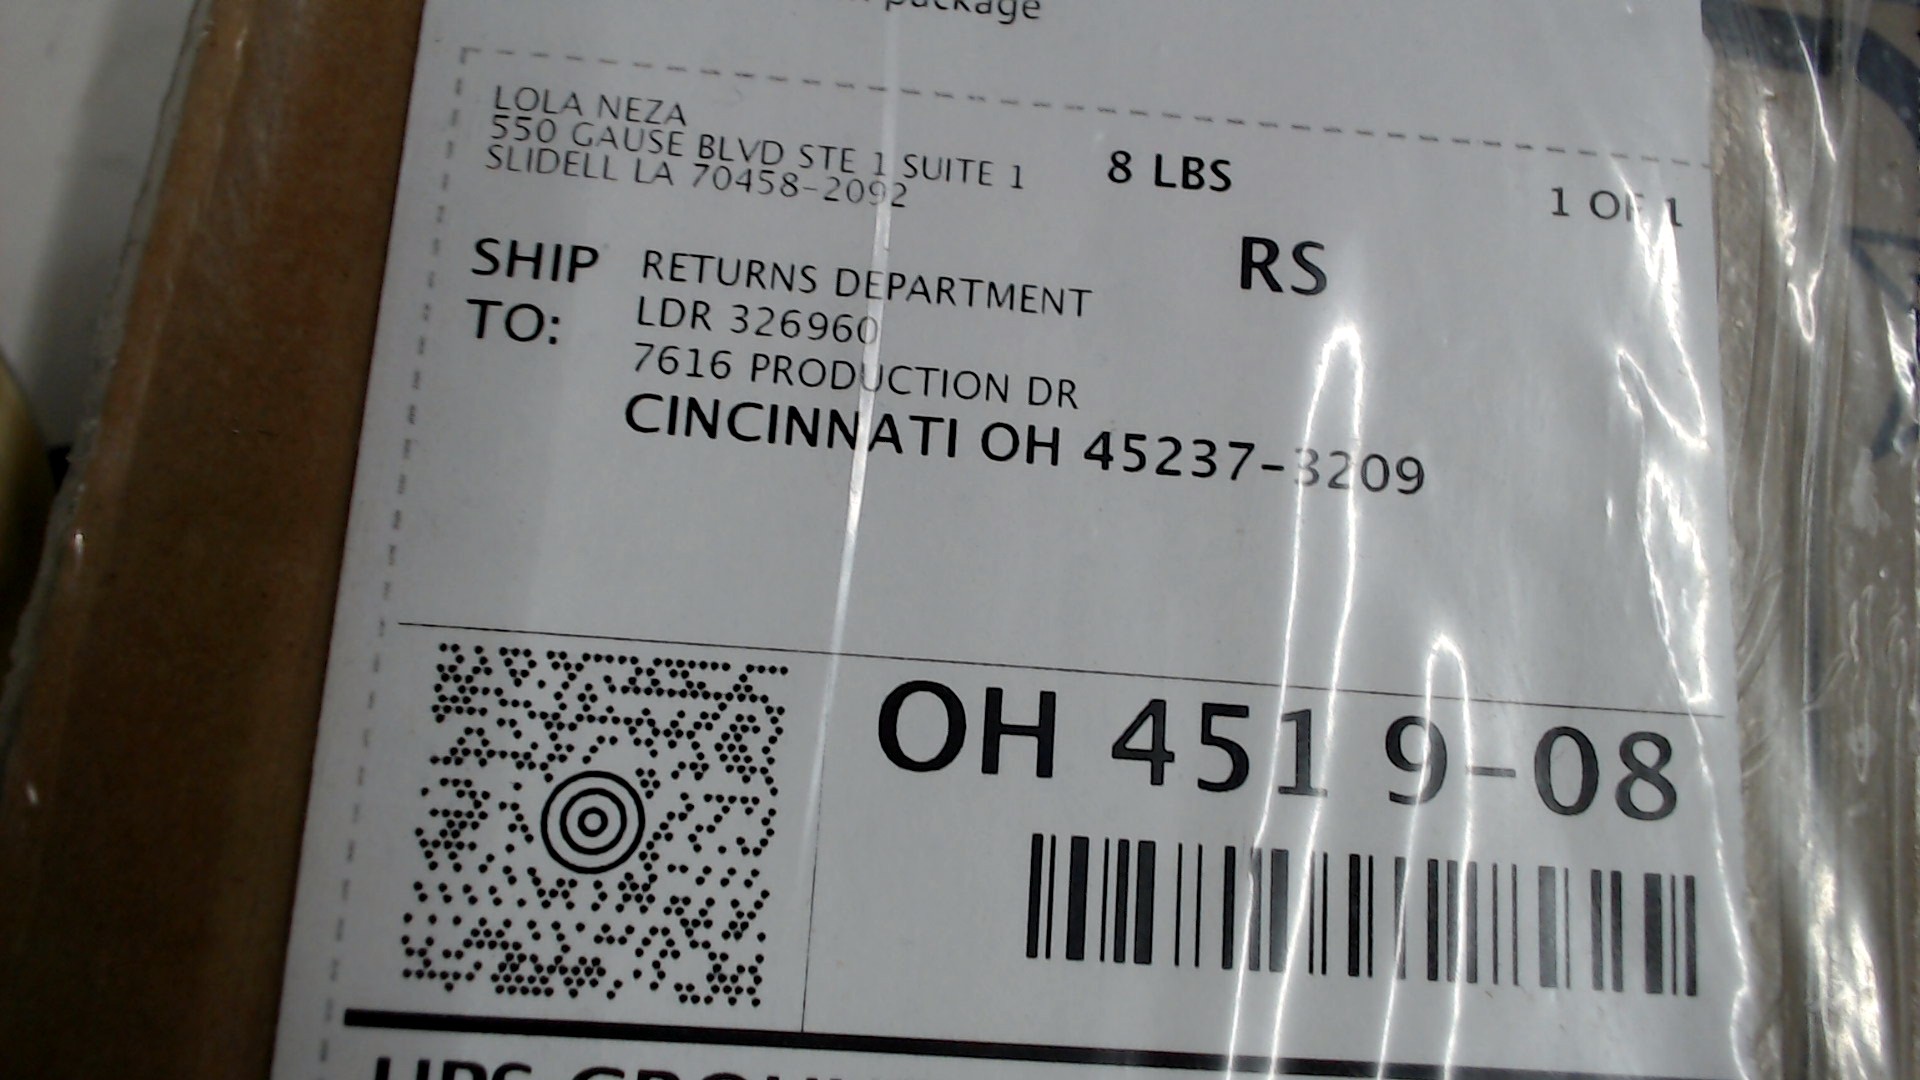 package
LOLA NEZA
550 GAUSE BLVD STE 1 SUITE 1
SLIDELL LA 70458-2092
8 LBS
1 OF 1
RS
SHIP TO:
RETURNS DEPARTMENT
LDR 326960
7616 PRODUCTION DR
CINCINNATI OH 45237-3209
OH 451 9-08
UPS